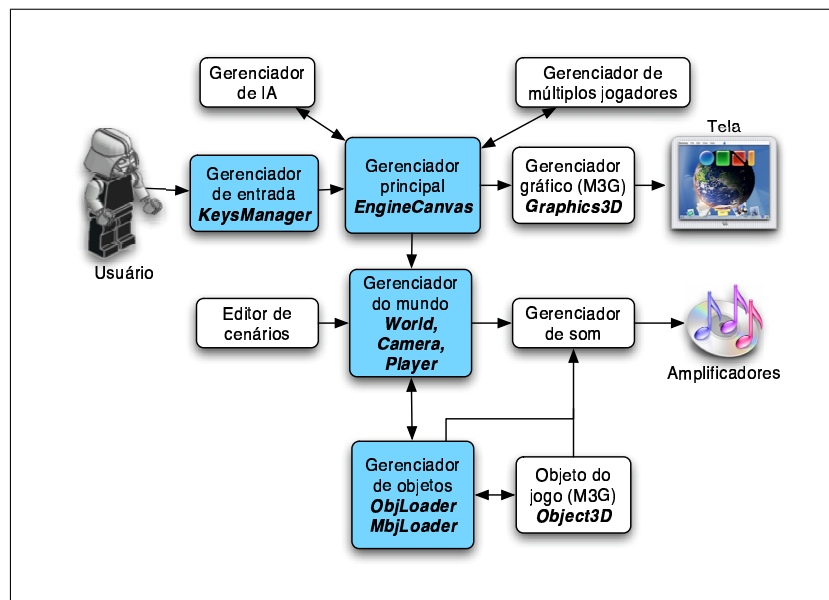 Gerenciador
de IA
Gerenciador de
múltiplos jogadores
Tela
Gerenciador
de entrada
KeysManager
Gerenciador
principal
EngineCanvas
Gerenciador
gráfico (M3G)
Graphics3D
Usuário
Editor de
cenários
Gerenciador
do mundo
World,
Camera,
Player
Gerenciador
de som
Amplificadores
Gerenciador
de objetos
ObjLoader
MbjLoader
Objeto do
jogo (M3G)
Object3D